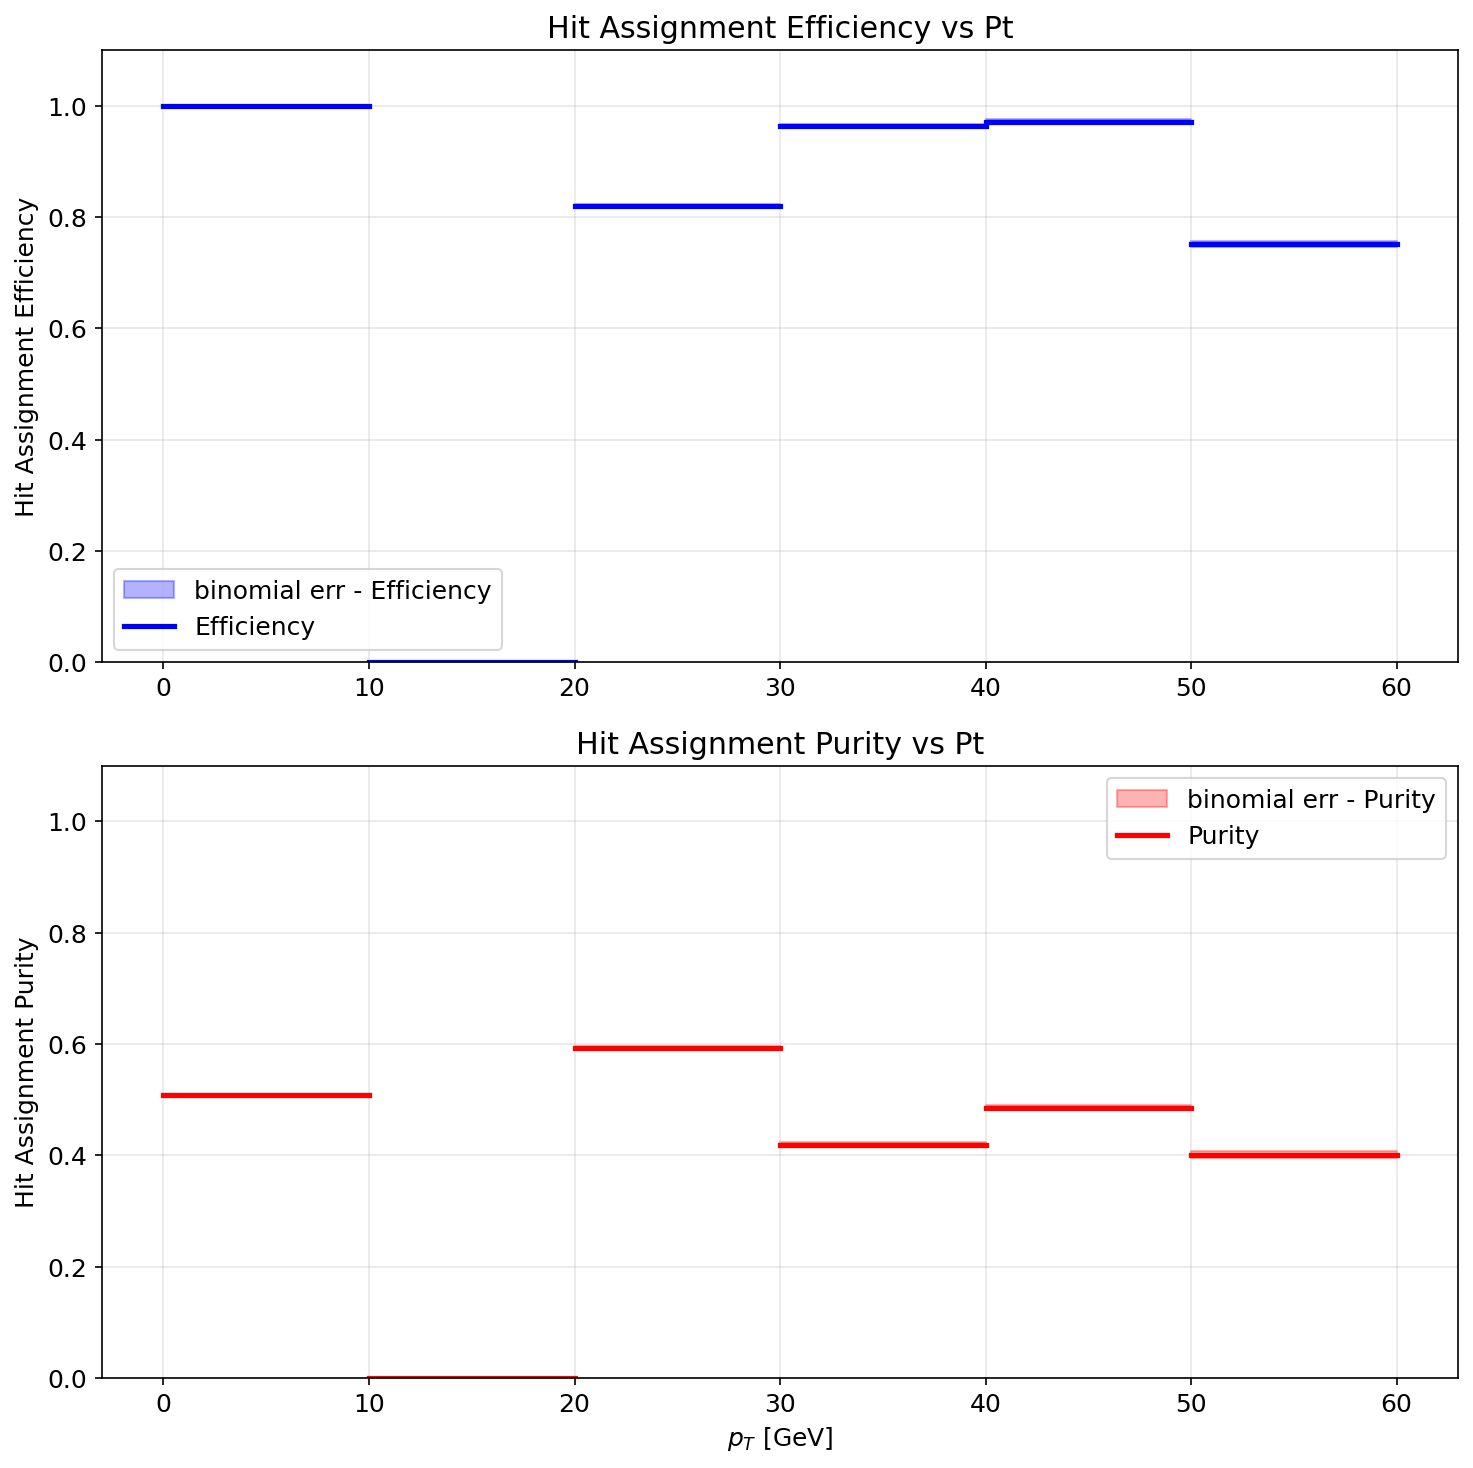 Hit Assignment Efficiency vs Pt
Hit Assignment Efficiency
1.0
0.8
0.6
0.4
0.2
0.0
binomial err - Efficiency
Efficiency
0 10 20 30 40 50 60
Hit Assignment Purity vs Pt
Hit Assignment Purity
1.0
0.8
0.6
0.4
0.2
0.0
binomial err - Purity
Purity
0 10 20 30 40 50 60
p_T [GeV]